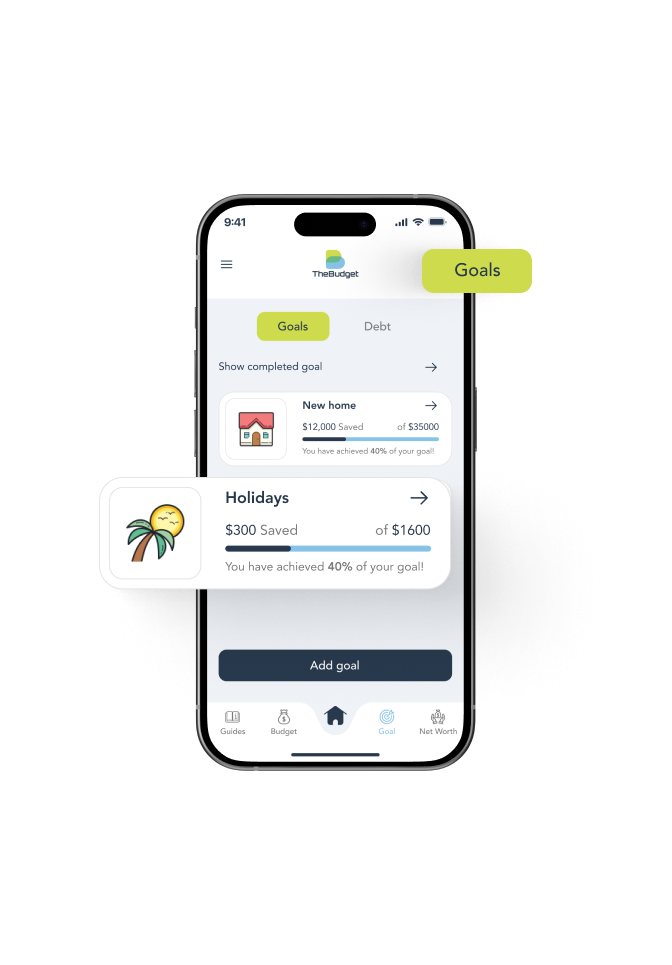 9:41
TheBudget
Goals
Goals
Debt
Show completed goal
New home
$12,000 Saved
of $35000
You have achieved 40% of your goal!
Holidays
$300 Saved
of $1600
You have achieved 40% of your goal!
Add goal
Guides
Budget
Goal
Net Worth